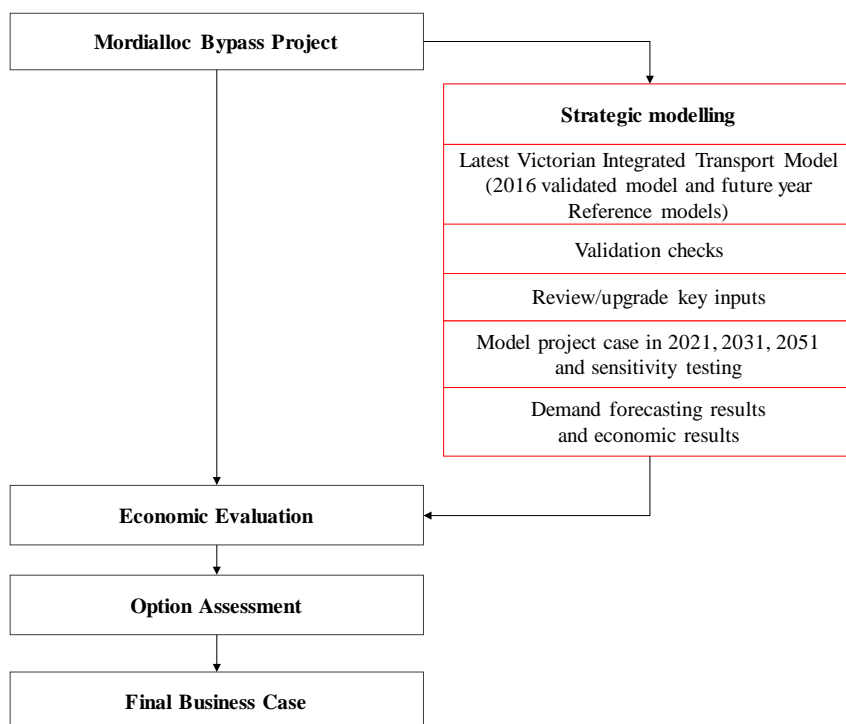 Mordialloc Bypass Project
Strategic modelling
Latest Victorian Integrated Transport Model
(2016 validated model and future year
Reference models)
Validation checks
Review/upgrade key inputs
Model project case in 2021, 2031, 2051
and sensitivity testing
Demand forecasting results
and economic results
Economic Evaluation
Option Assessment
Final Business Case